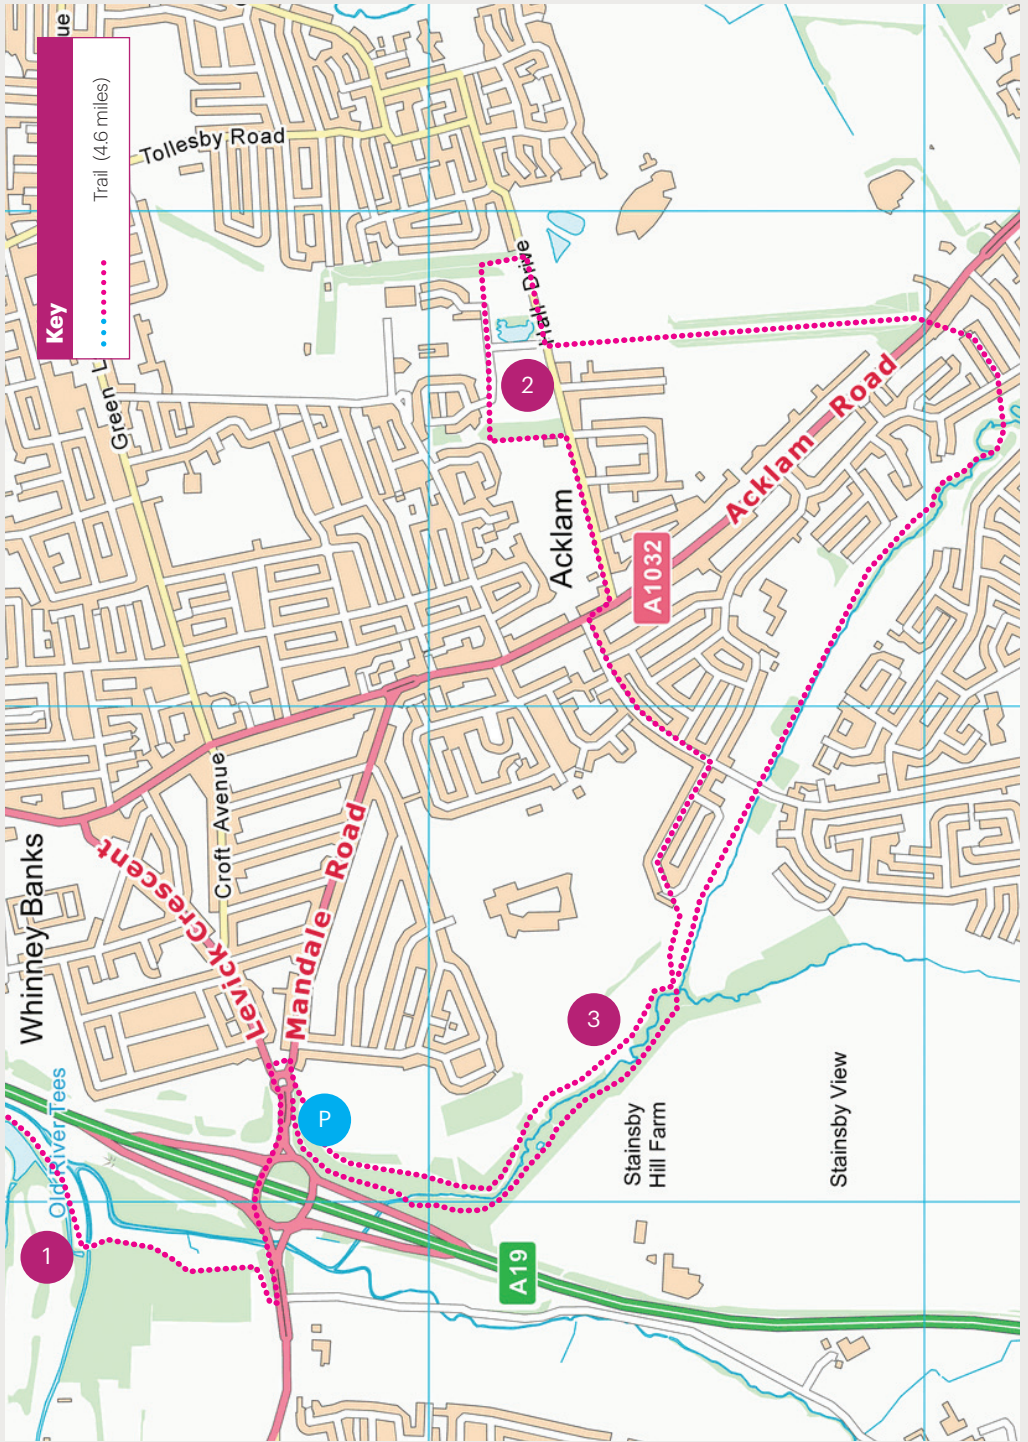 Key
Trail (4.6 miles)
ue
Tollesby Road
Green L
Hall Drive
2
Acklam
Acklam Road
A1032
Croft Avenue
Whinney Banks
Levick Crescent
Mandale Road
3
P
Old River Tees
1
Stainsby
Hill Farm
Stainsby View
A19